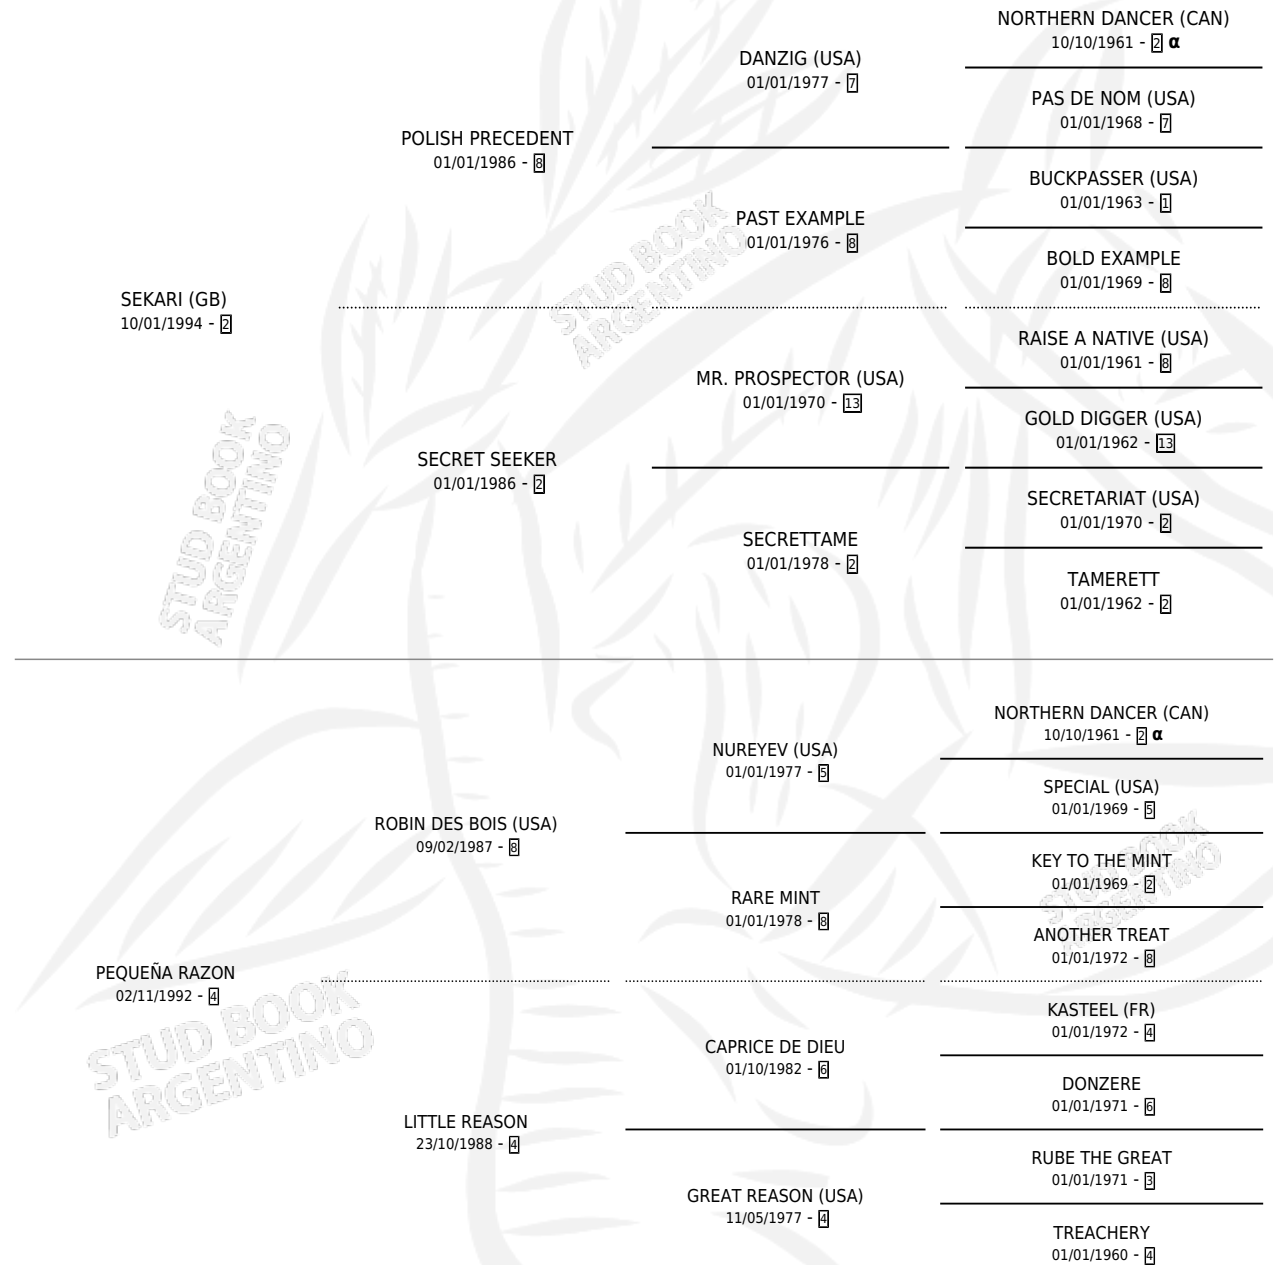 NORTHERN DANCER (CAN)
10/10/1961 - 2 α
DANZIG (USA)
01/01/1977 - 7
PAS DE NOM (USA)
01/01/1968 - 7
POLISH PRECEDENT
01/01/1986 - 8
BUCKPASSER (USA)
01/01/1963 - 1
PAST EXAMPLE
01/01/1976 - 8
BOLD EXAMPLE
01/01/1969 - 8
SEKARI (GB)
10/01/1994 - 2
RAISE A NATIVE (USA)
01/01/1961 - 8
MR. PROSPECTOR (USA)
01/01/1970 - 13
GOLD DIGGER (USA)
01/01/1962 - 13
SECRET SEEKER
01/01/1986 - 2
SECRETARIAT (USA)
01/01/1970 - 2
SECRETTAME
01/01/1978 - 2
TAMERETT
01/01/1962 - 2
NORTHERN DANCER (CAN)
10/10/1961 - 2 α
NUREYEV (USA)
01/01/1977 - 5
SPECIAL (USA)
01/01/1969 - 5
ROBIN DES BOIS (USA)
09/02/1987 - 8
KEY TO THE MINT
01/01/1969 - 2
RARE MINT
01/01/1978 - 8
ANOTHER TREAT
01/01/1972 - 8
PEQUEÑA RAZON
02/11/1992 - 4
KASTEEL (FR)
01/01/1972 - 4
CAPRICE DE DIEU
01/10/1982 - 6
DONZERE
01/01/1971 - 6
LITTLE REASON
23/10/1988 - 4
RUBE THE GREAT
01/01/1971 - 3
GREAT REASON (USA)
11/05/1977 - 4
TREACHERY
01/01/1960 - 4
STUD BOOK
ARGENTINO
STUD BOOK
ARGENTINO
STUD BOOK
ARGENTINO
STUD BOOK
ARGENTINO